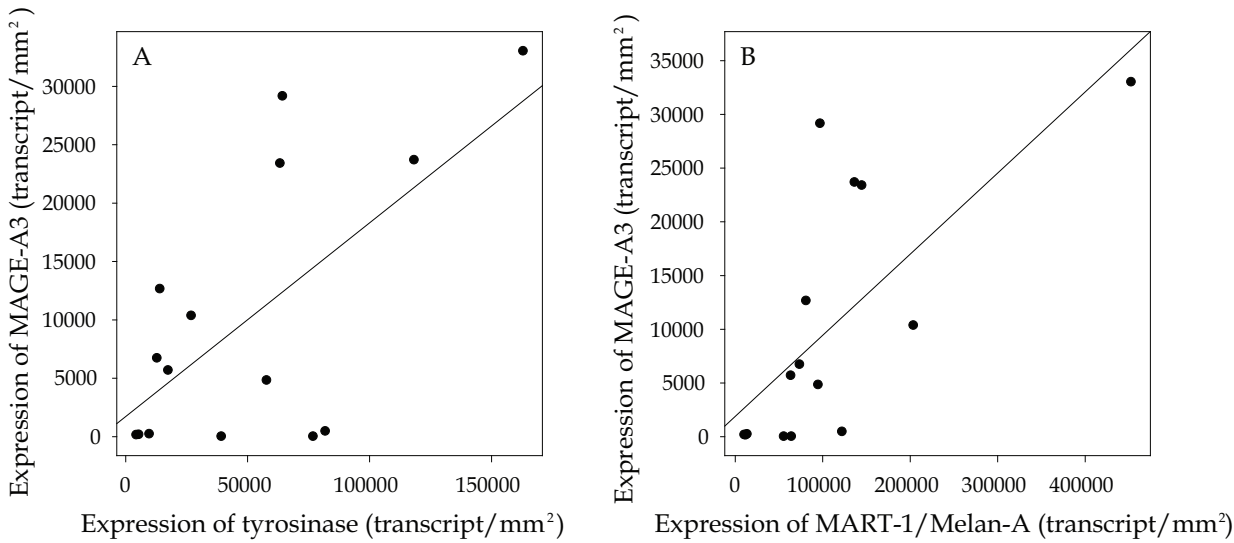 A
Expression of MAGE-A3 (transcript/mm²)
30000
25000
20000
15000
10000
5000
0
0 50000 100000 150000
Expression of tyrosinase (transcript/mm²)
B
Expression of MAGE-A3 (transcript/mm²)
35000
30000
25000
20000
15000
10000
5000
0
0 100000 200000 300000 400000
Expression of MART-1/Melan-A (transcript/mm²)